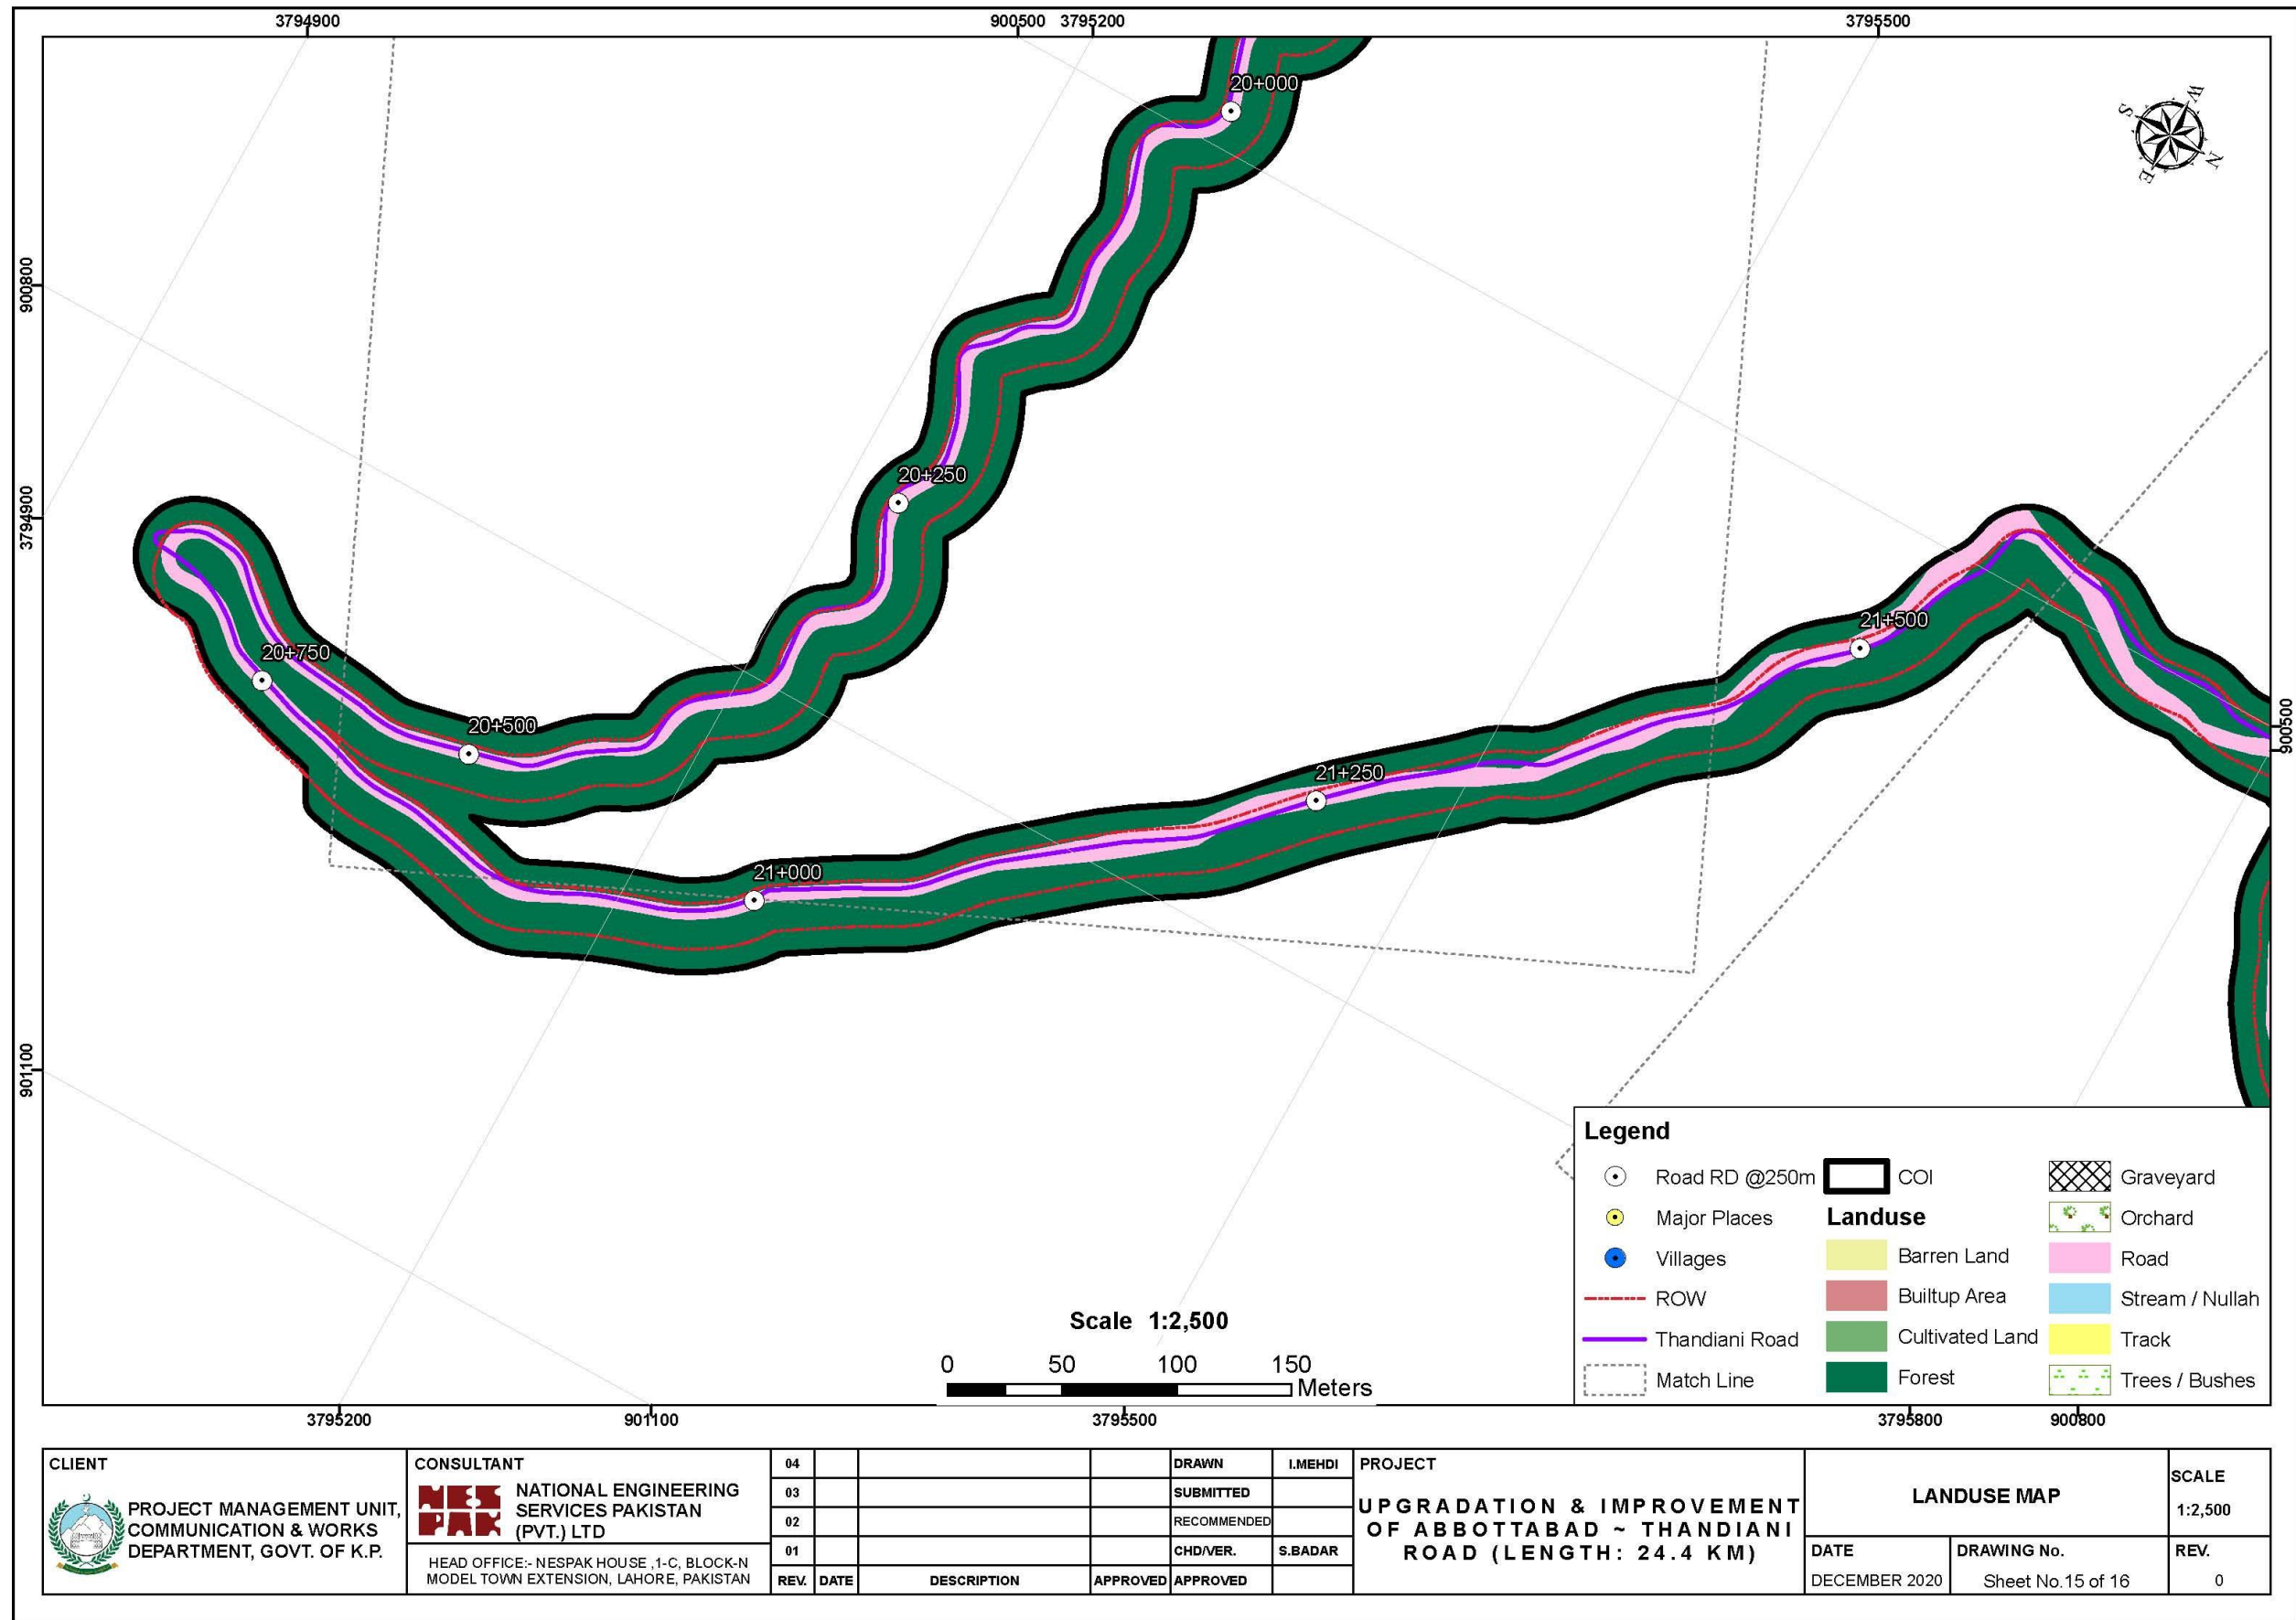 3794900
900500
3795200
3795500
900800
3794900
901100
900500
20+000
20+250
20+750
20+500
21+500
21+250
21+000
W
S
N
E
Legend
Road RD @250m
Major Places
Villages
ROW
Thandiani Road
Match Line
COI
Landuse
Barren Land
Builtup Area
Cultivated Land
Forest
Graveyard
Orchard
Road
Stream / Nullah
Track
Trees / Bushes
Scale 1:2,500
0 50 100 150
Meters
3795200
901100
3795500
3795800
900800
CLIENT
PROJECT MANAGEMENT UNIT,
COMMUNICATION & WORKS
DEPARTMENT, GOVT. OF K.P.
CONSULTANT
NES
PAK
NATIONAL ENGINEERING
SERVICES PAKISTAN
(PVT.) LTD
HEAD OFFICE:- NESPAK HOUSE ,1-C, BLOCK-N
MODEL TOWN EXTENSION, LAHORE, PAKISTAN
04
03
02
01
REV. DATE DESCRIPTION APPROVED
DRAWN I.MEHDI
SUBMITTED
RECOMMENDED
CHD/VER. S.BADAR
APPROVED
PROJECT
UPGRADATION & IMPROVEMENT
OF ABBOTTABAD ~ THANDIANI
ROAD (LENGTH: 24.4 KM)
LANDUSE MAP
SCALE
1:2,500
DATE
DECEMBER 2020
DRAWING No.
Sheet No.15 of 16
REV.
0